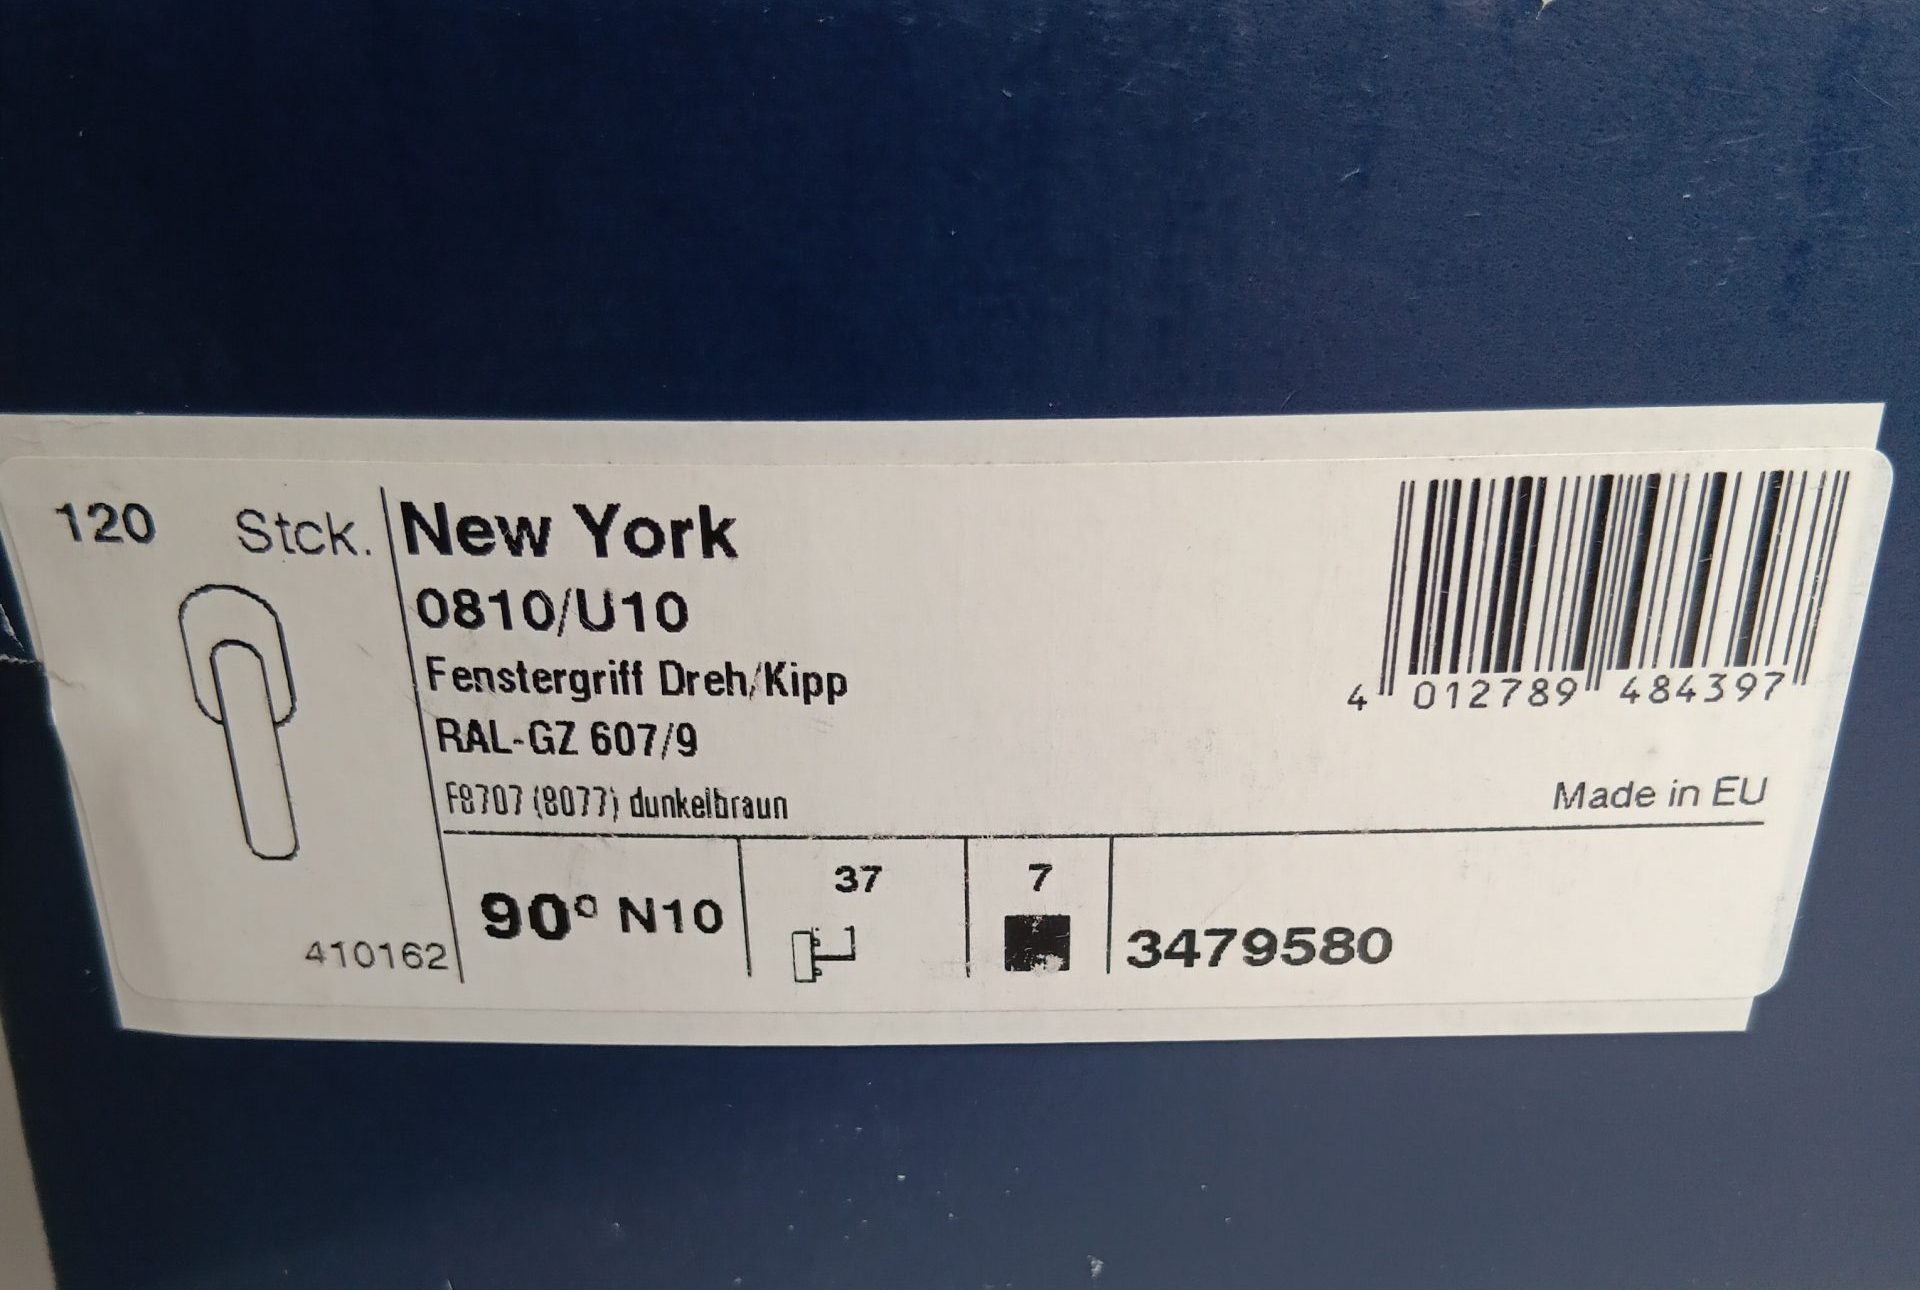 120 Stck.
New York
0810/U10
Fenstergriff Dreh/Kipp
RAL-GZ 607/9
F8707 (8077) dunkelbraun
4 012789 484397
Made in EU
410162
90° N10
37
7
3479580